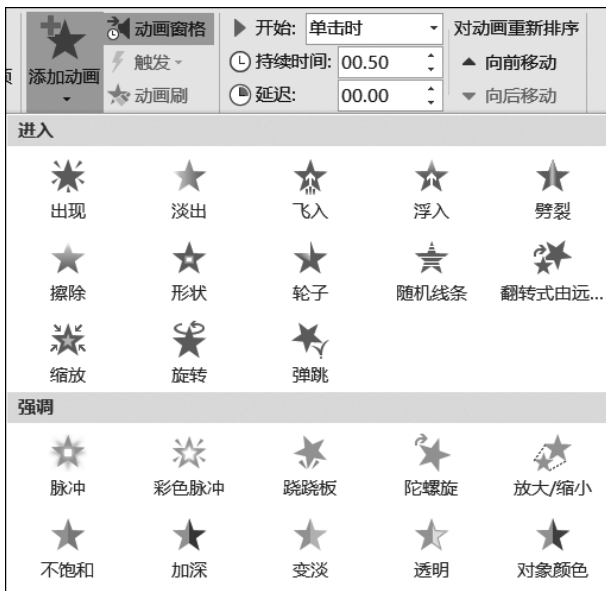 动画窗格 开始: 单击时 对动画重新排序
添加动画 触发 持续时间: 00.50 向前移动
动画刷 延迟: 00.00 向后移动
进入
出现 淡出 飞入 浮入 劈裂
擦除 形状 轮子 随机线条 翻转式由远...
缩放 旋转 弹跳
强调
脉冲 彩色脉冲 跷跷板 陀螺旋 放大/缩小
不饱和 加深 变淡 透明 对象颜色